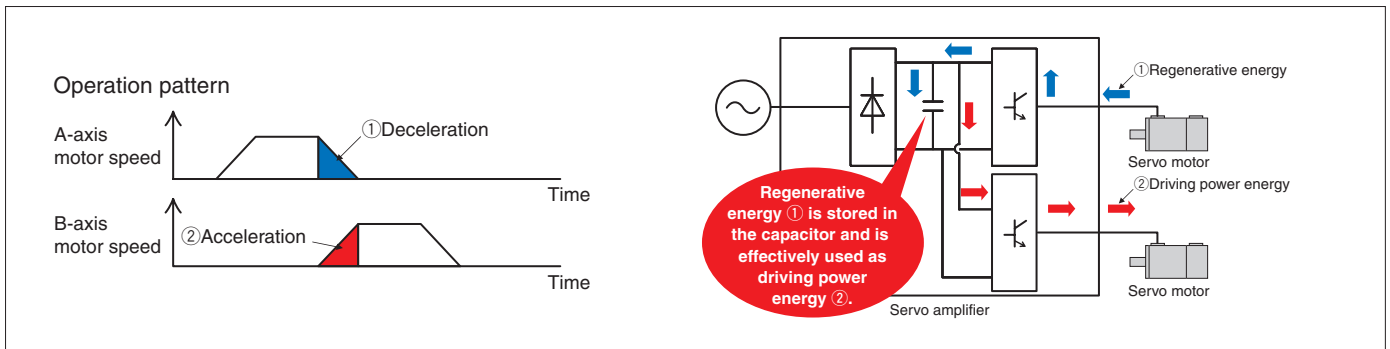 Operation pattern
A-axis
motor speed
①Deceleration
Time
B-axis
motor speed
②Acceleration
Time
①Regenerative energy
Servo motor
②Driving power energy
Servo motor
Regenerative
energy ① is stored in
the capacitor and is
effectively used as
driving power
energy ②.
Servo amplifier